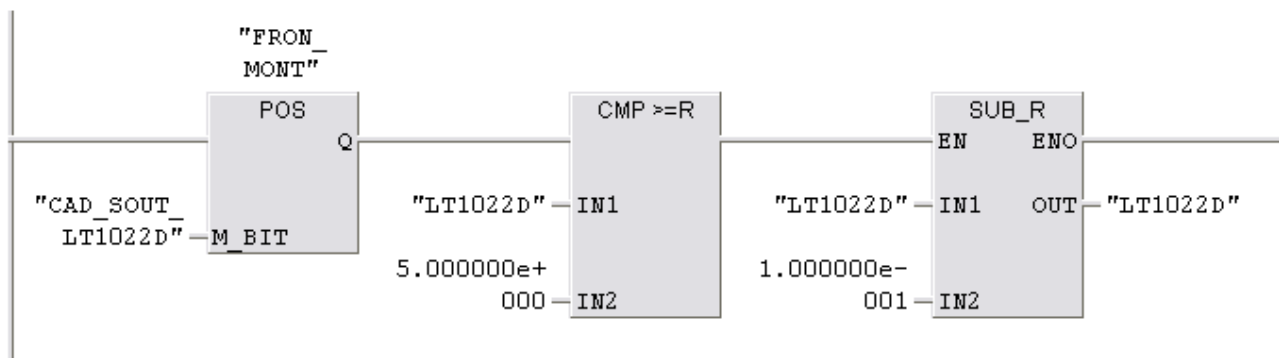 "FRON_
MONT"
POS
CMP >=R
SUB_R
Q
EN ENO
"CAD_SOUT_
LT1022D"
M_BIT
"LT1022D"
IN1
"LT1022D"
IN1 OUT
"LT1022D"
5.000000e+
000
IN2
1.000000e-
001
IN2